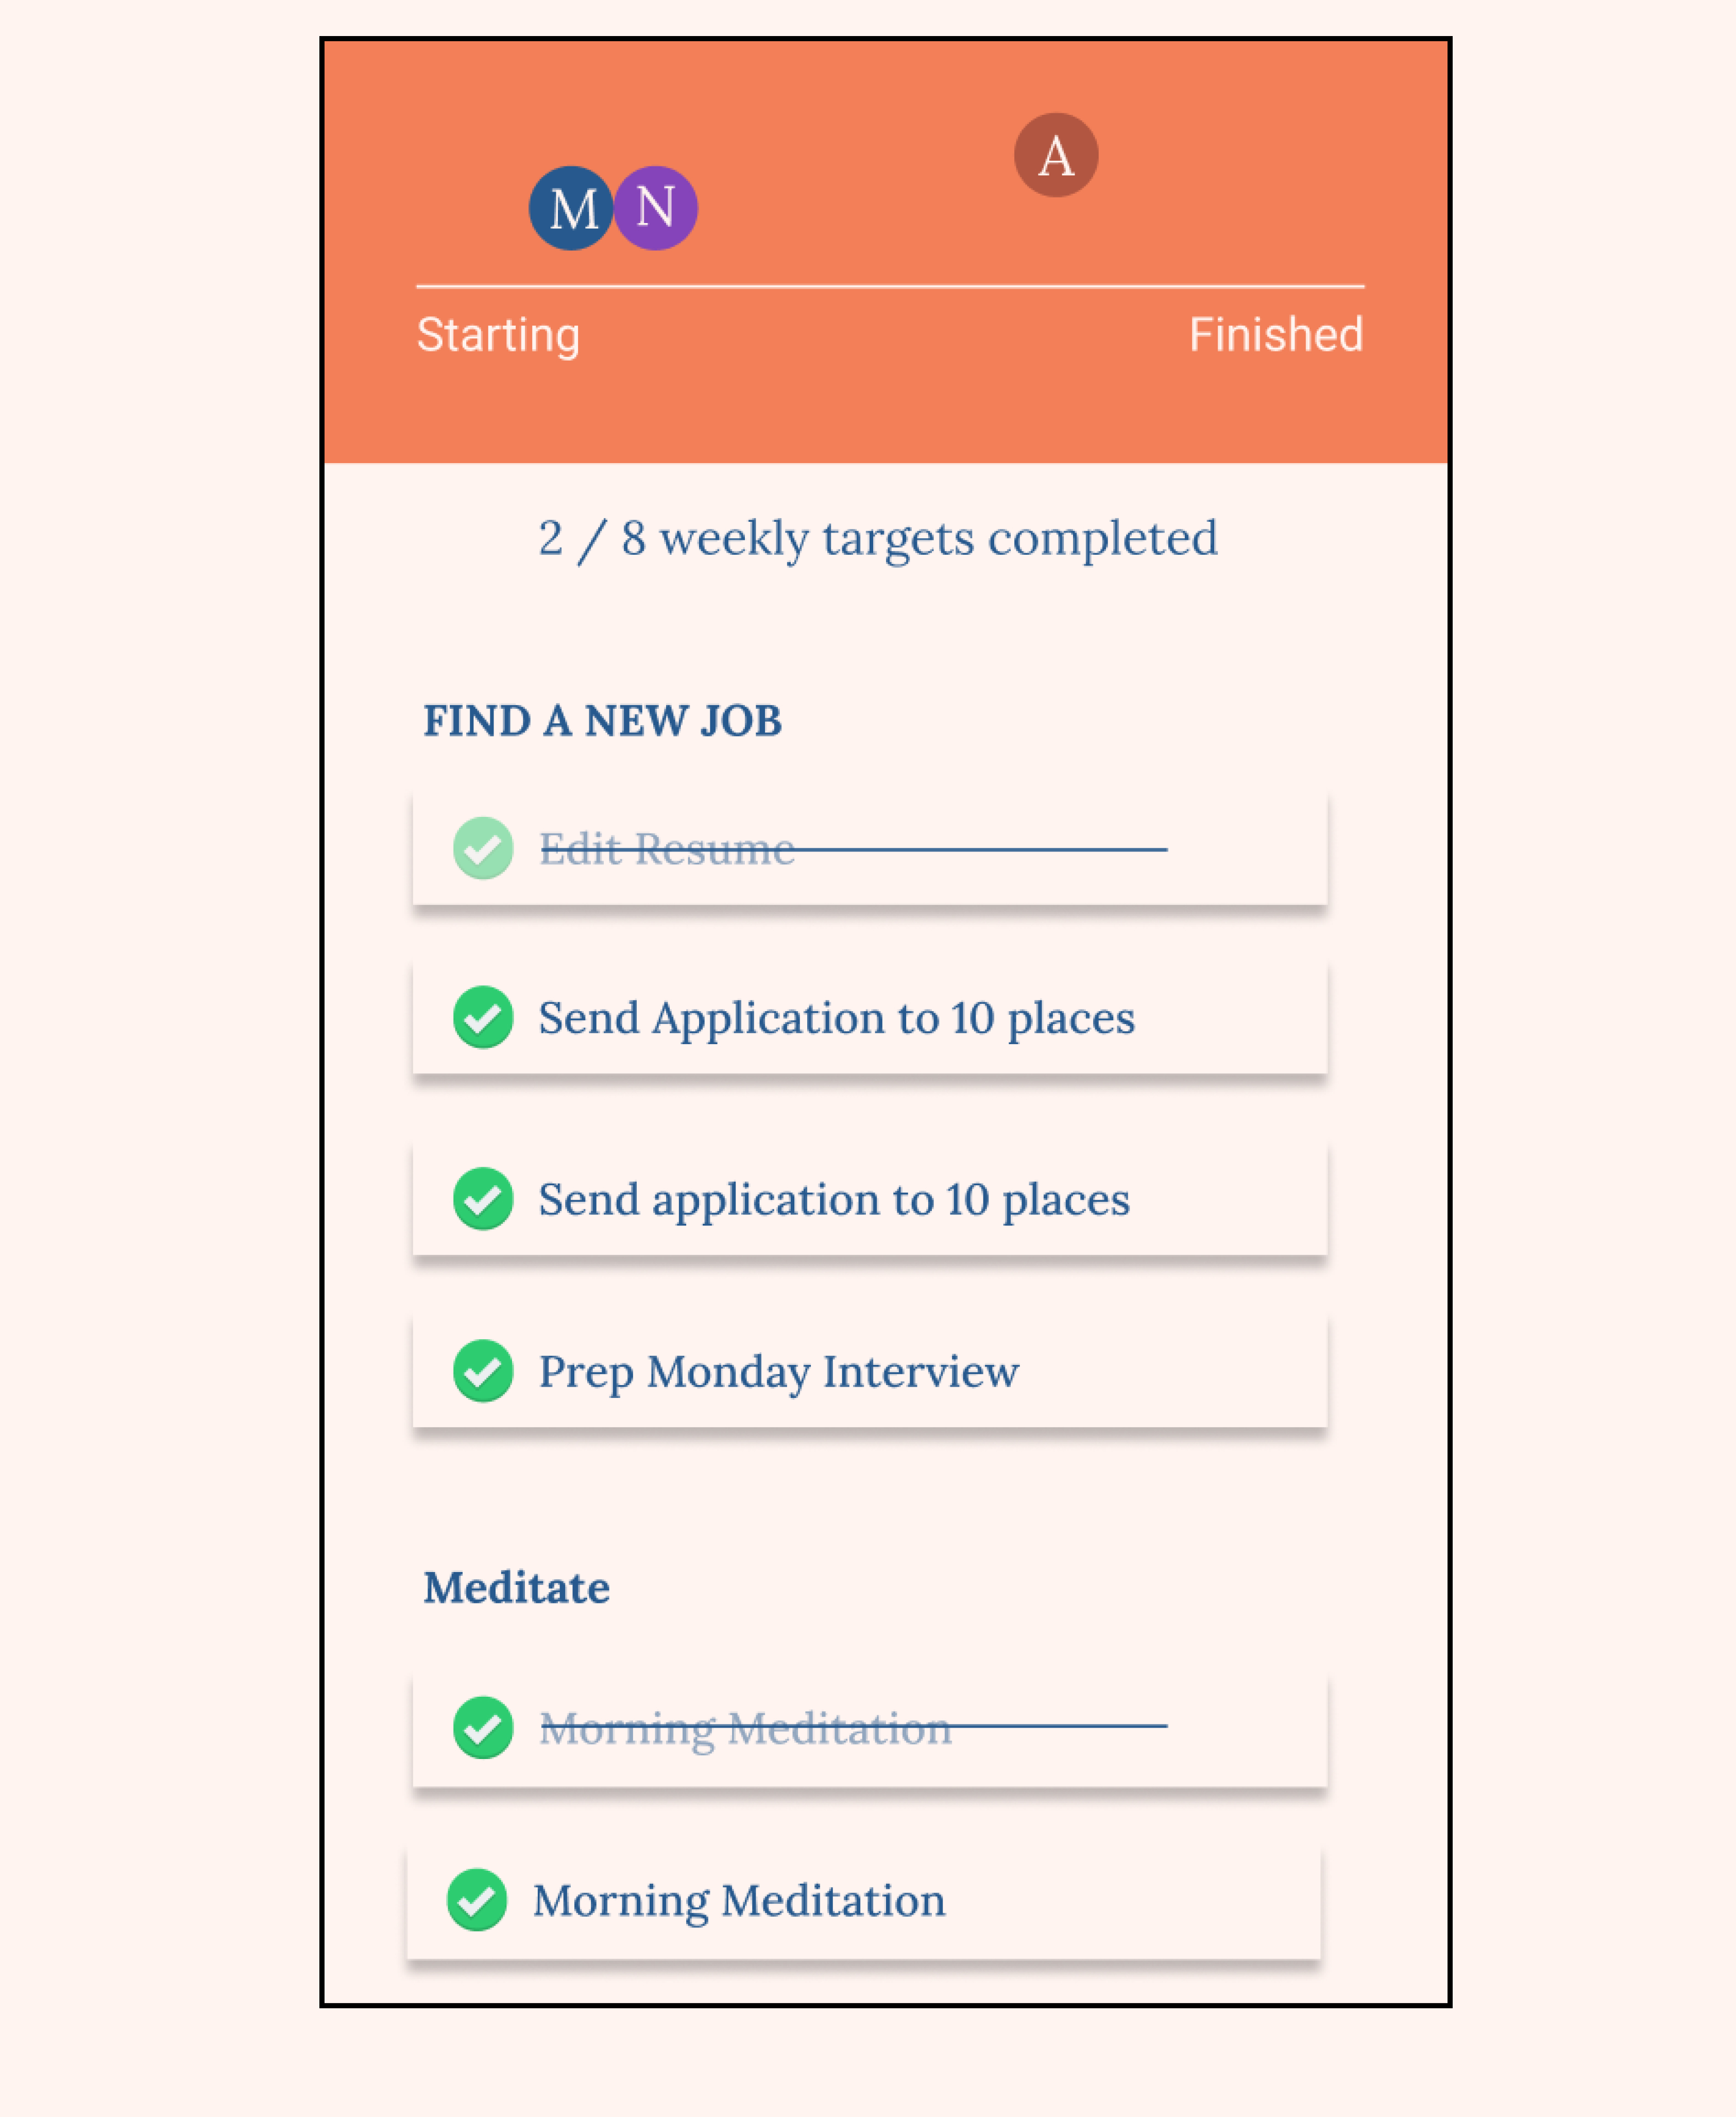 A
M N
Starting Finished
2 / 8 weekly targets completed
FIND A NEW JOB
Edit Resume
Send Application to 10 places
Send application to 10 places
Prep Monday Interview
Meditate
Morning Meditation
Morning Meditation